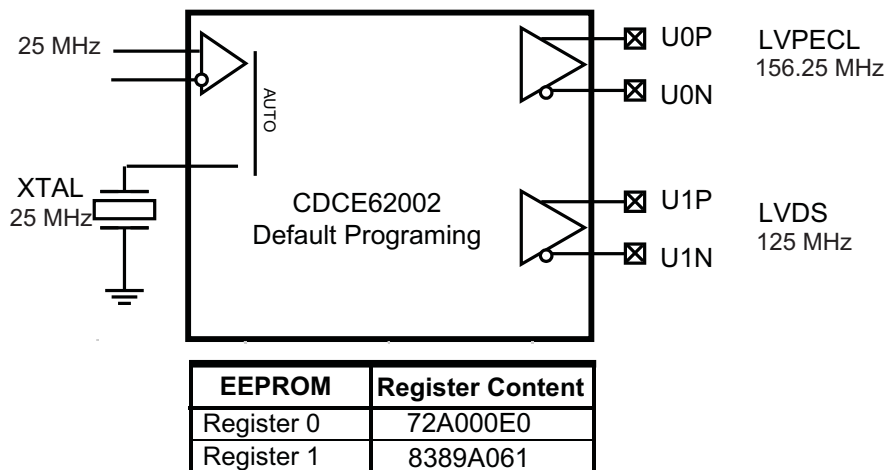 25 MHz
AUTO
XTAL
25 MHz
CDCE62002
Default Programing
U0P
U0N
LVPECL
156.25 MHz
U1P
U1N
LVDS
125 MHz
EEPROM Register Content
Register 0 72A000E0
Register 1 8389A061